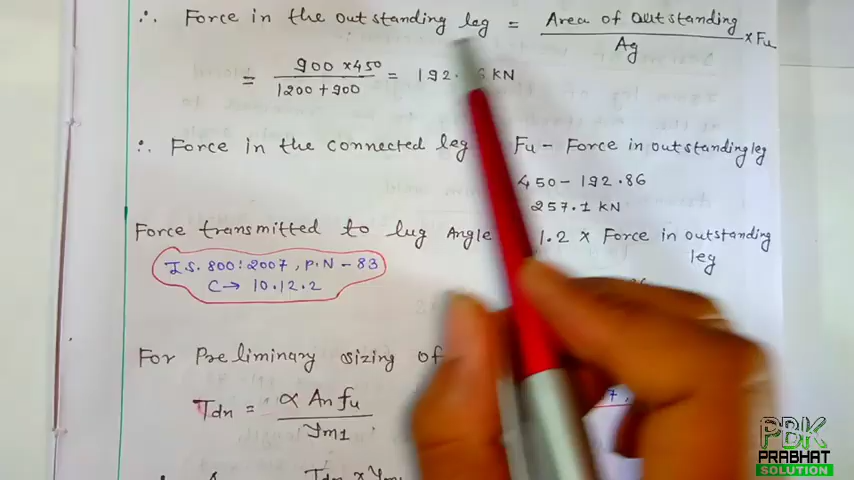 ∴ Force in the outstanding leg = Area of outstanding / Ag × Fu
= 900 × 450 / 1200 + 900 = 192. 6 KN
∴ Force in the connected leg Fu - Force in outstanding leg
450 - 192.86
257.1 KN
Force transmitted to lug Angle 1.2 × Force in outstanding leg
I.S. 800:2007, P.N - 83
C → 10.12.2
For Preliminary sizing of
Tdn = α An fu / γm1
PBK
PRABHAT
SOLUTION